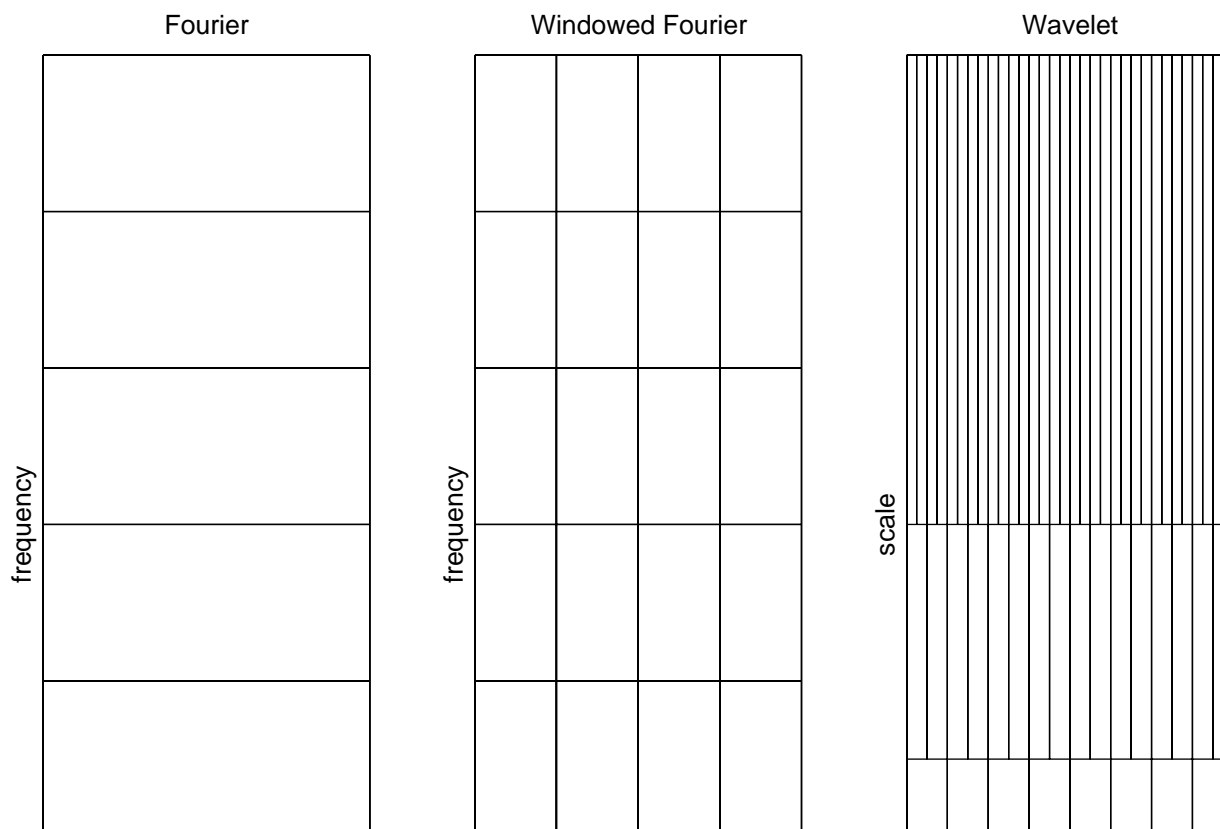 Fourier
Windowed Fourier
Wavelet
frequency
frequency
scale